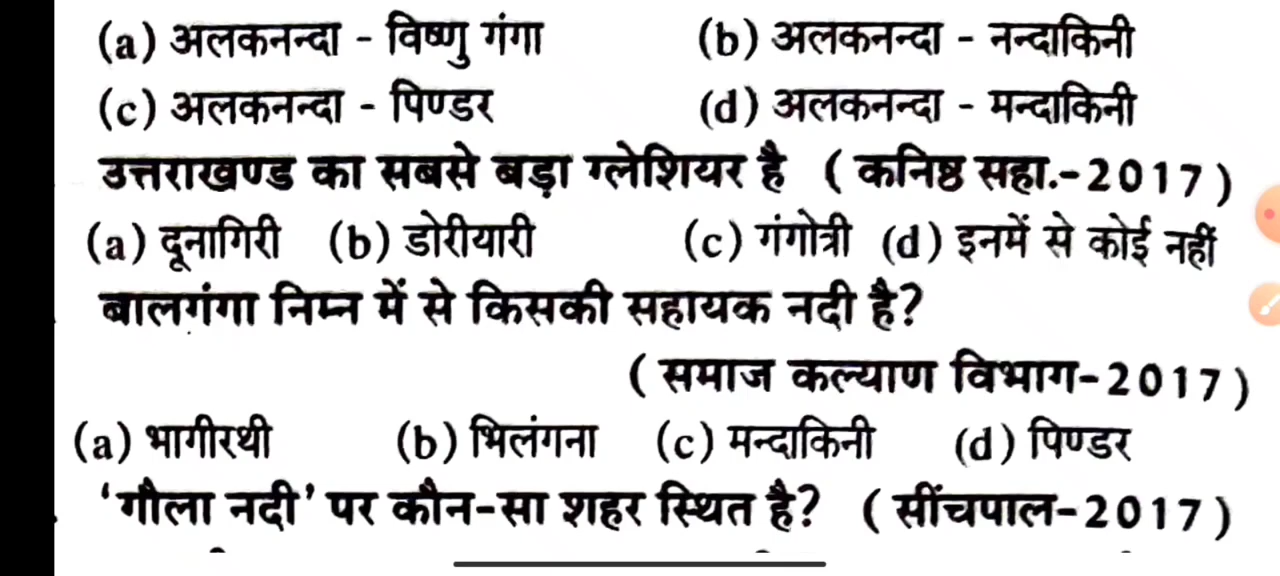 (a) अलकनन्दा - विष्णु गंगा (b) अलकनन्दा - नन्दाकिनी
(c) अलकनन्दा - पिण्डर (d) अलकनन्दा - मन्दाकिनी
उत्तराखण्ड का सबसे बड़ा ग्लेशियर है ( कनिष्ठ सहा.-2017 )
(a) दूनागिरी (b) डोरीयारी (c) गंगोत्री (d) इनमें से कोई नहीं
बालगंगा निम्न में से किसकी सहायक नदी है?
( समाज कल्याण विभाग-2017 )
(a) भागीरथी (b) भिलंगना (c) मन्दाकिनी (d) पिण्डर
‘गौला नदी’ पर कौन-सा शहर स्थित है? ( सींचपाल-2017 )